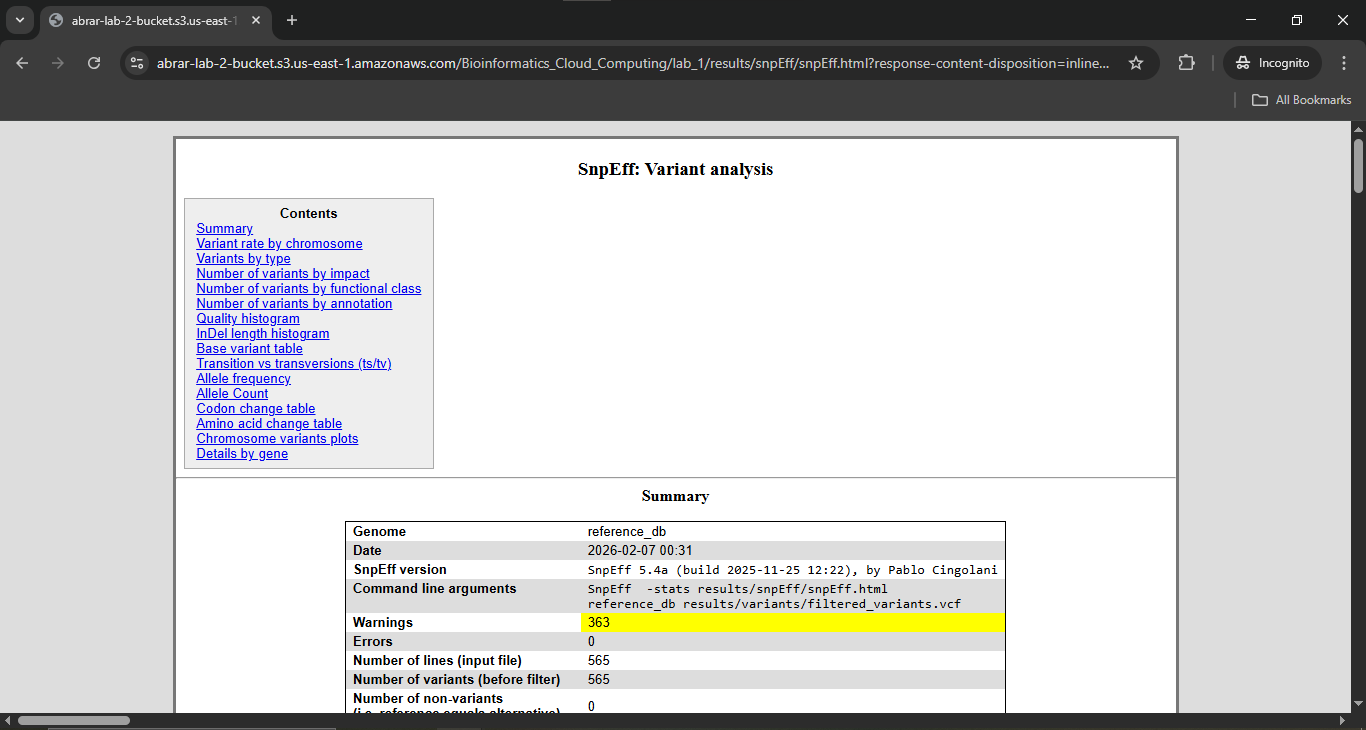 abrar-lab-2-bucket.s3.us-east-1
abrar-lab-2-bucket.s3.us-east-1.amazonaws.com/Bioinformatics_Cloud_Computing/lab_1/results/snpEff/snpEff.html?response-content-disposition=inline...
Incognito
All Bookmarks
SnpEff: Variant analysis
Contents
Summary
Variant rate by chromosome
Variants by type
Number of variants by impact
Number of variants by functional class
Number of variants by annotation
Quality histogram
InDel length histogram
Base variant table
Transition vs transversions (ts/tv)
Allele frequency
Allele Count
Codon change table
Amino acid change table
Chromosome variants plots
Details by gene
Summary
Genome reference_db
Date 2026-02-07 00:31
SnpEff version SnpEff 5.4a (build 2025-11-25 12:22), by Pablo Cingolani
Command line arguments SnpEff -stats results/snpEff/snpEff.html
reference_db results/variants/filtered_variants.vcf
Warnings 363
Errors 0
Number of lines (input file) 565
Number of variants (before filter) 565
Number of non-variants 0
(i.e. reference equals alternative)